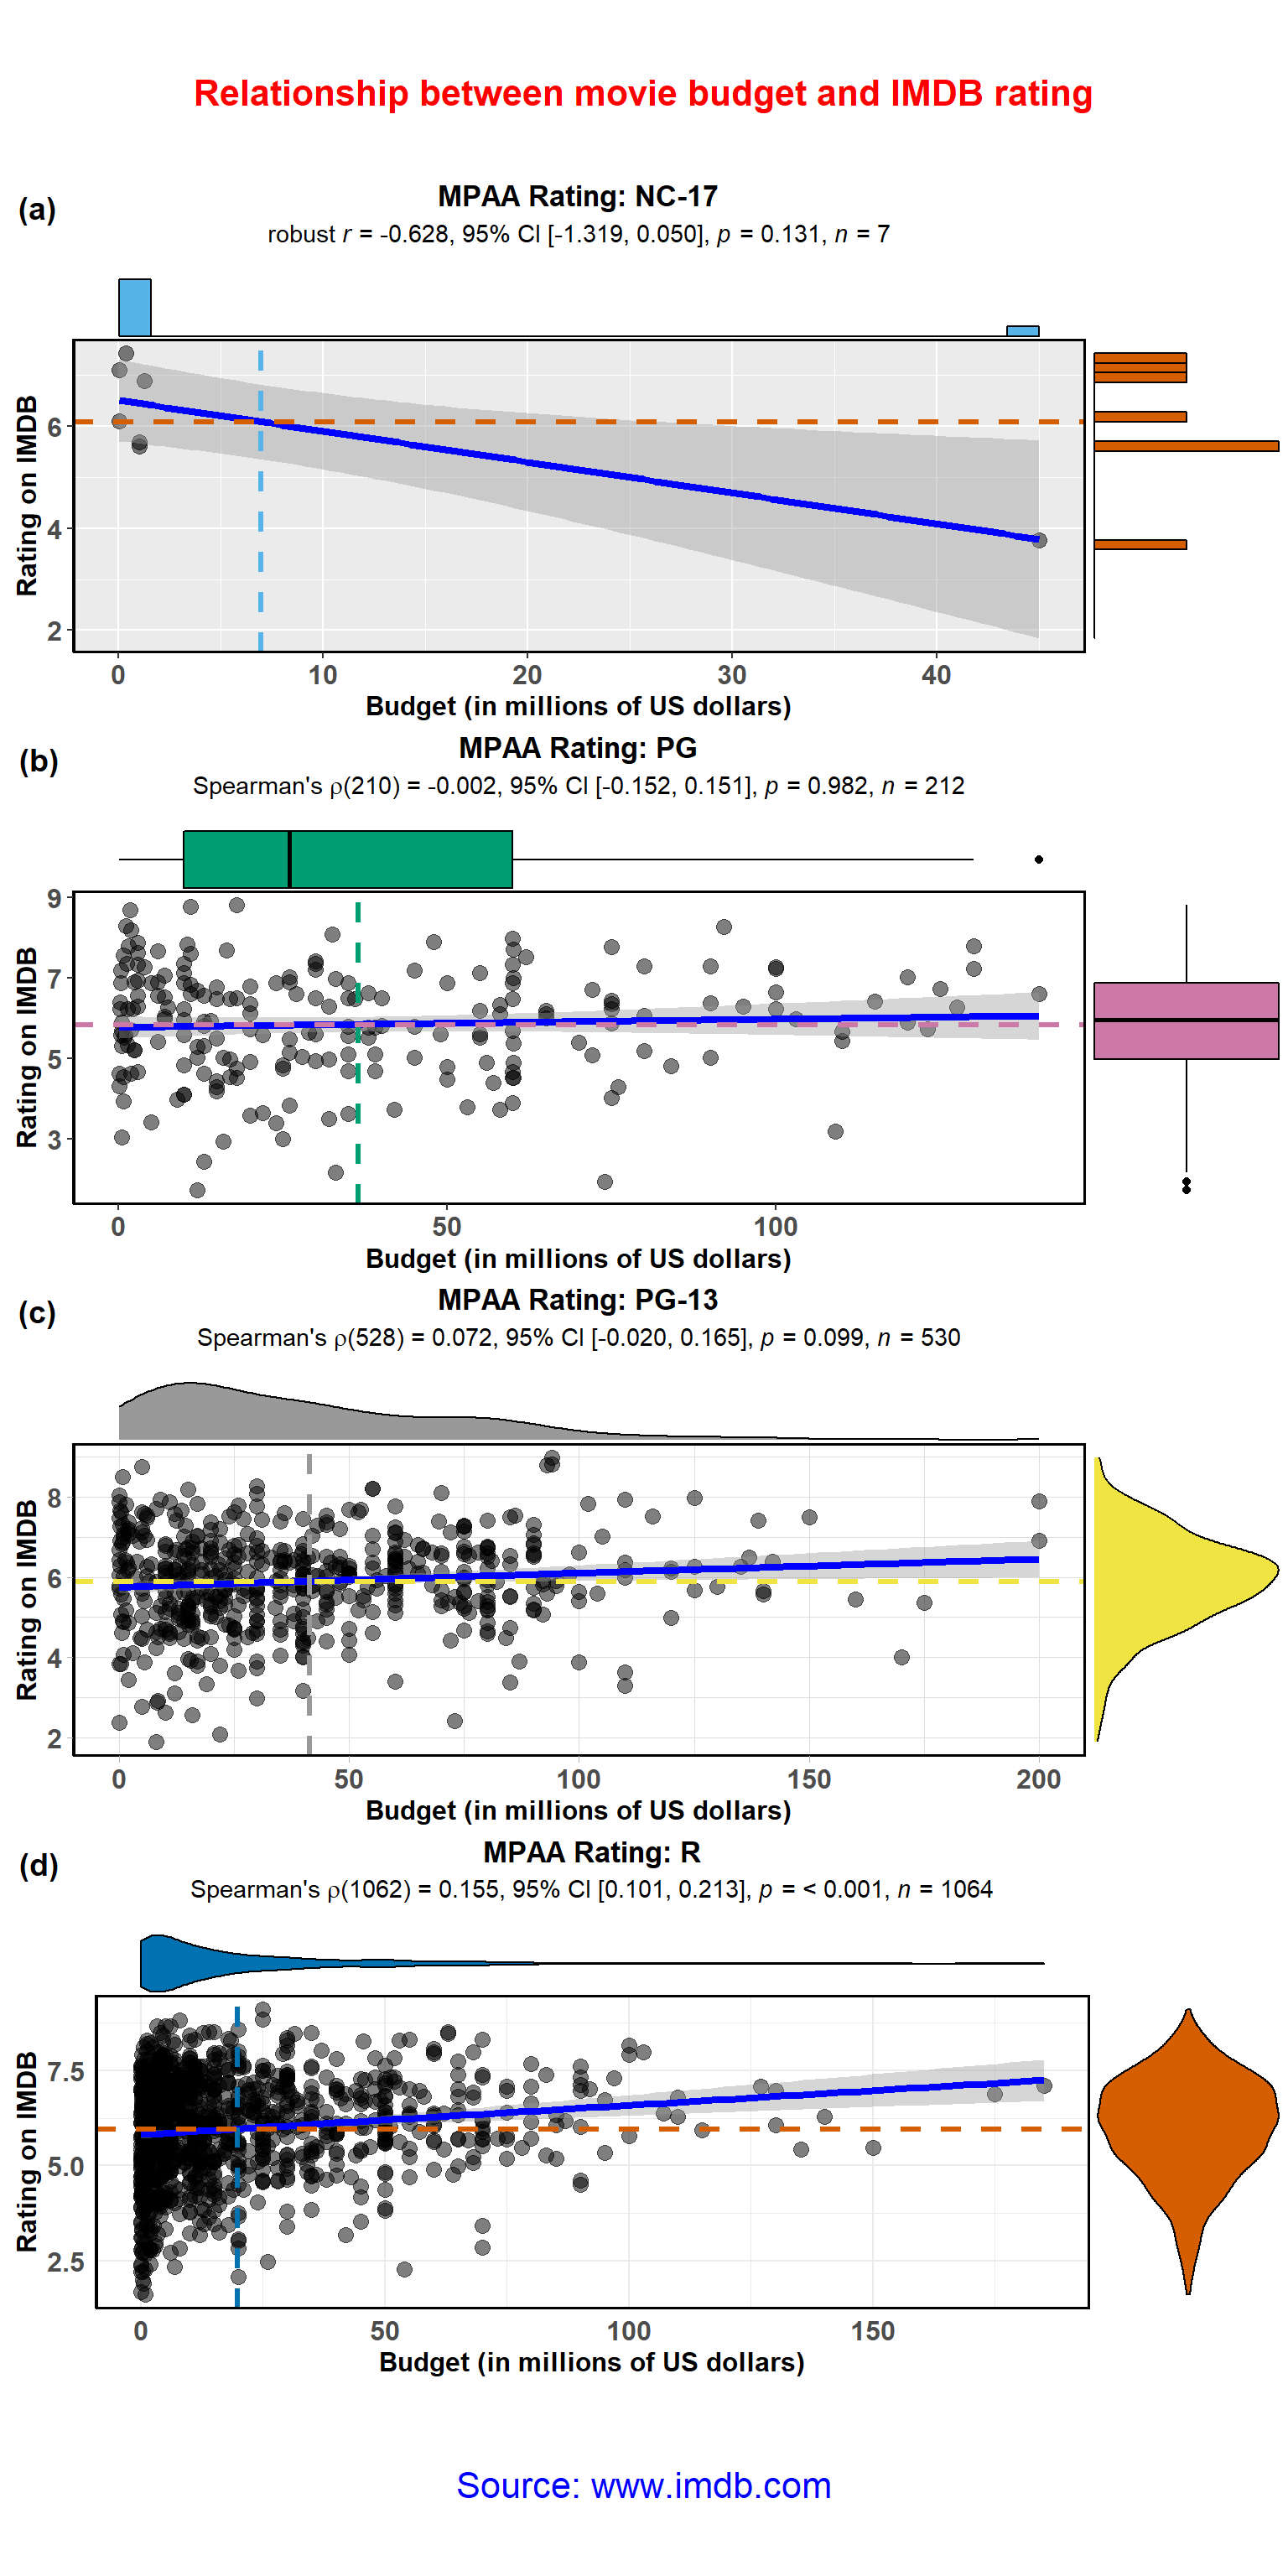 Relationship between movie budget and IMDB rating
(a)
MPAA Rating: NC-17
robust r = -0.628, 95% CI [-1.319, 0.050], p = 0.131, n = 7
Rating on IMDB
6
4
2
0 10 20 30 40
Budget (in millions of US dollars)
(b)
MPAA Rating: PG
Spearman's ρ(210) = -0.002, 95% CI [-0.152, 0.151], p = 0.982, n = 212
Rating on IMDB
9
7
5
3
0 50 100
Budget (in millions of US dollars)
(c)
MPAA Rating: PG-13
Spearman's ρ(528) = 0.072, 95% CI [-0.020, 0.165], p = 0.099, n = 530
Rating on IMDB
8
6
4
2
0 50 100 150 200
Budget (in millions of US dollars)
(d)
MPAA Rating: R
Spearman's ρ(1062) = 0.155, 95% CI [0.101, 0.213], p = < 0.001, n = 1064
Rating on IMDB
7.5
5.0
2.5
0 50 100 150
Budget (in millions of US dollars)
Source: www.imdb.com